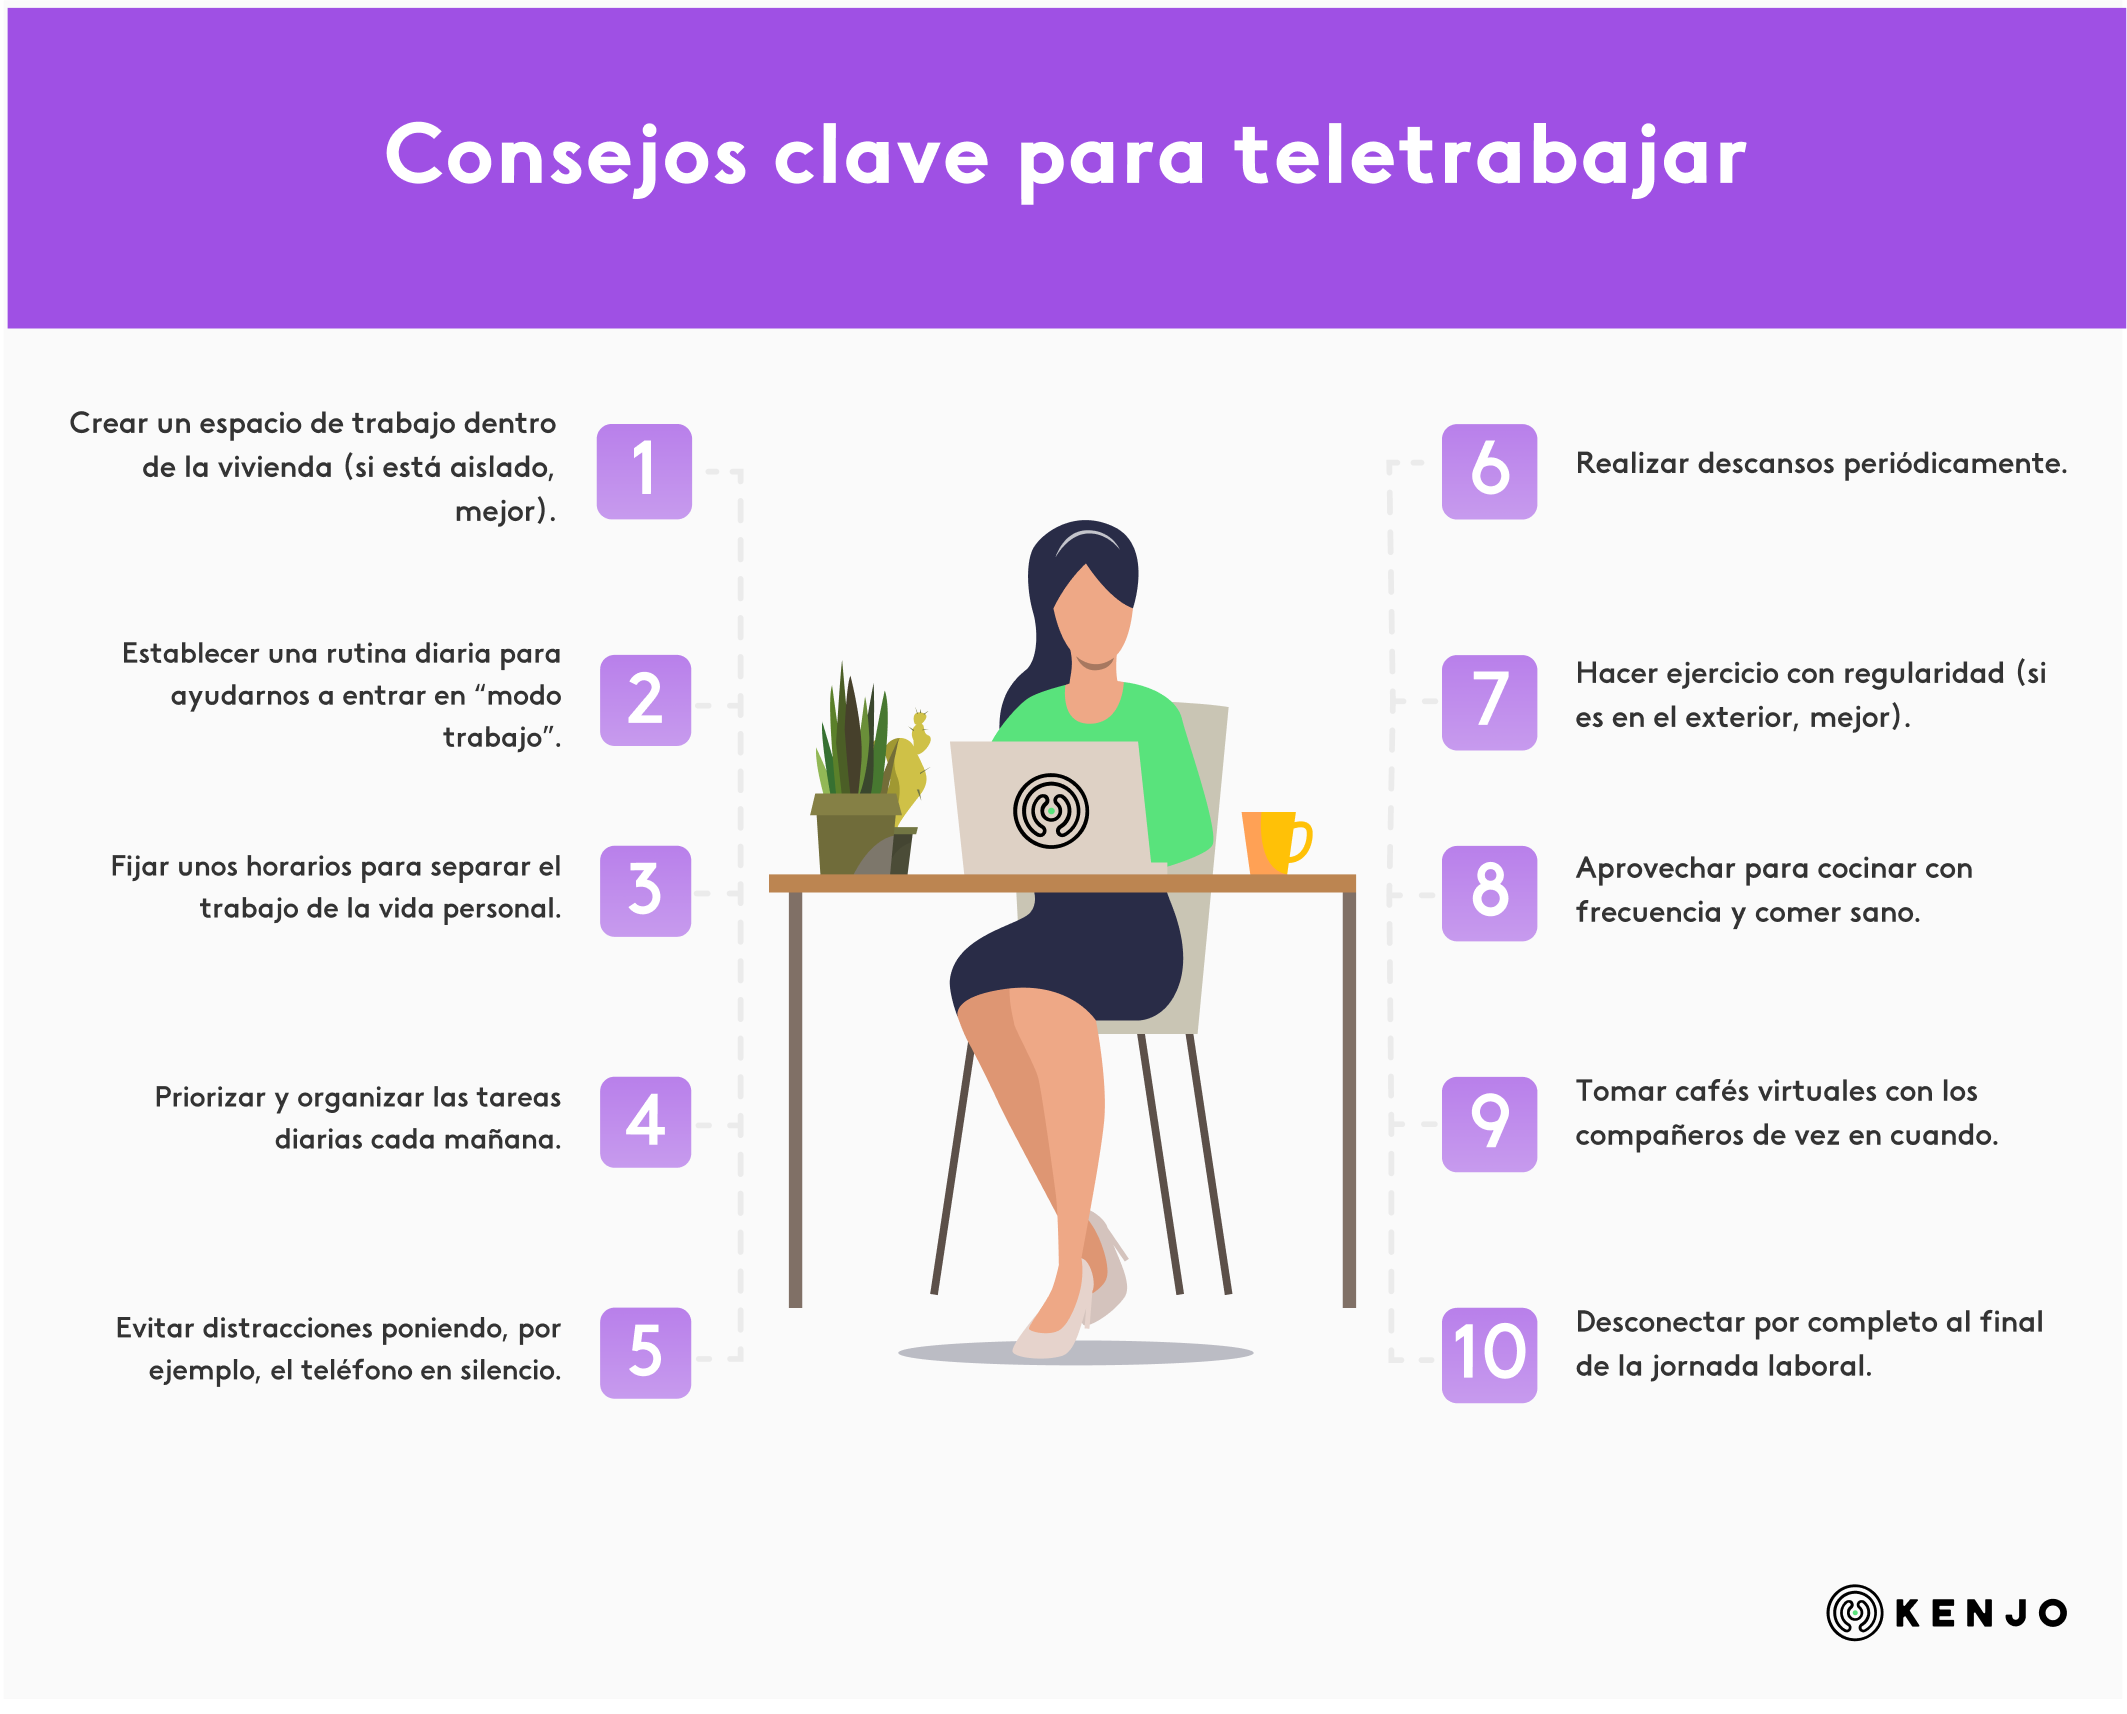 Consejos clave para teletrabajar
1
Crear un espacio de trabajo dentro
de la vivienda (si está aislado,
mejor).
2
Establecer una rutina diaria para
ayudarnos a entrar en “modo
trabajo”.
3
Fijar unos horarios para separar el
trabajo de la vida personal.
4
Priorizar y organizar las tareas
diarias cada mañana.
5
Evitar distracciones poniendo, por
ejemplo, el teléfono en silencio.
6
Realizar descansos periódicamente.
7
Hacer ejercicio con regularidad (si
es en el exterior, mejor).
8
Aprovechar para cocinar con
frecuencia y comer sano.
9
Tomar cafés virtuales con los
compañeros de vez en cuando.
10
Desconectar por completo al final
de la jornada laboral.
KENJO